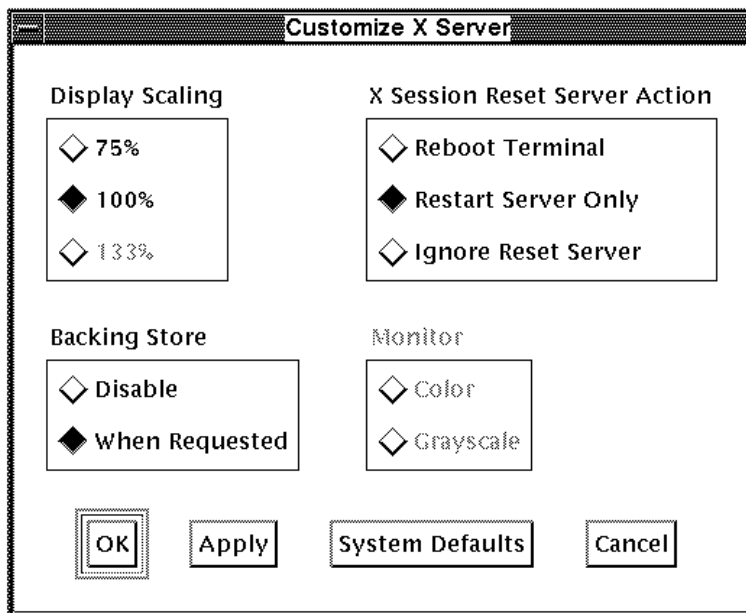 Customize X Server
Display Scaling
75%
100%
133%
X Session Reset Server Action
Reboot Terminal
Restart Server Only
Ignore Reset Server
Backing Store
Disable
When Requested
Monitor
Color
Grayscale
OK
Apply
System Defaults
Cancel